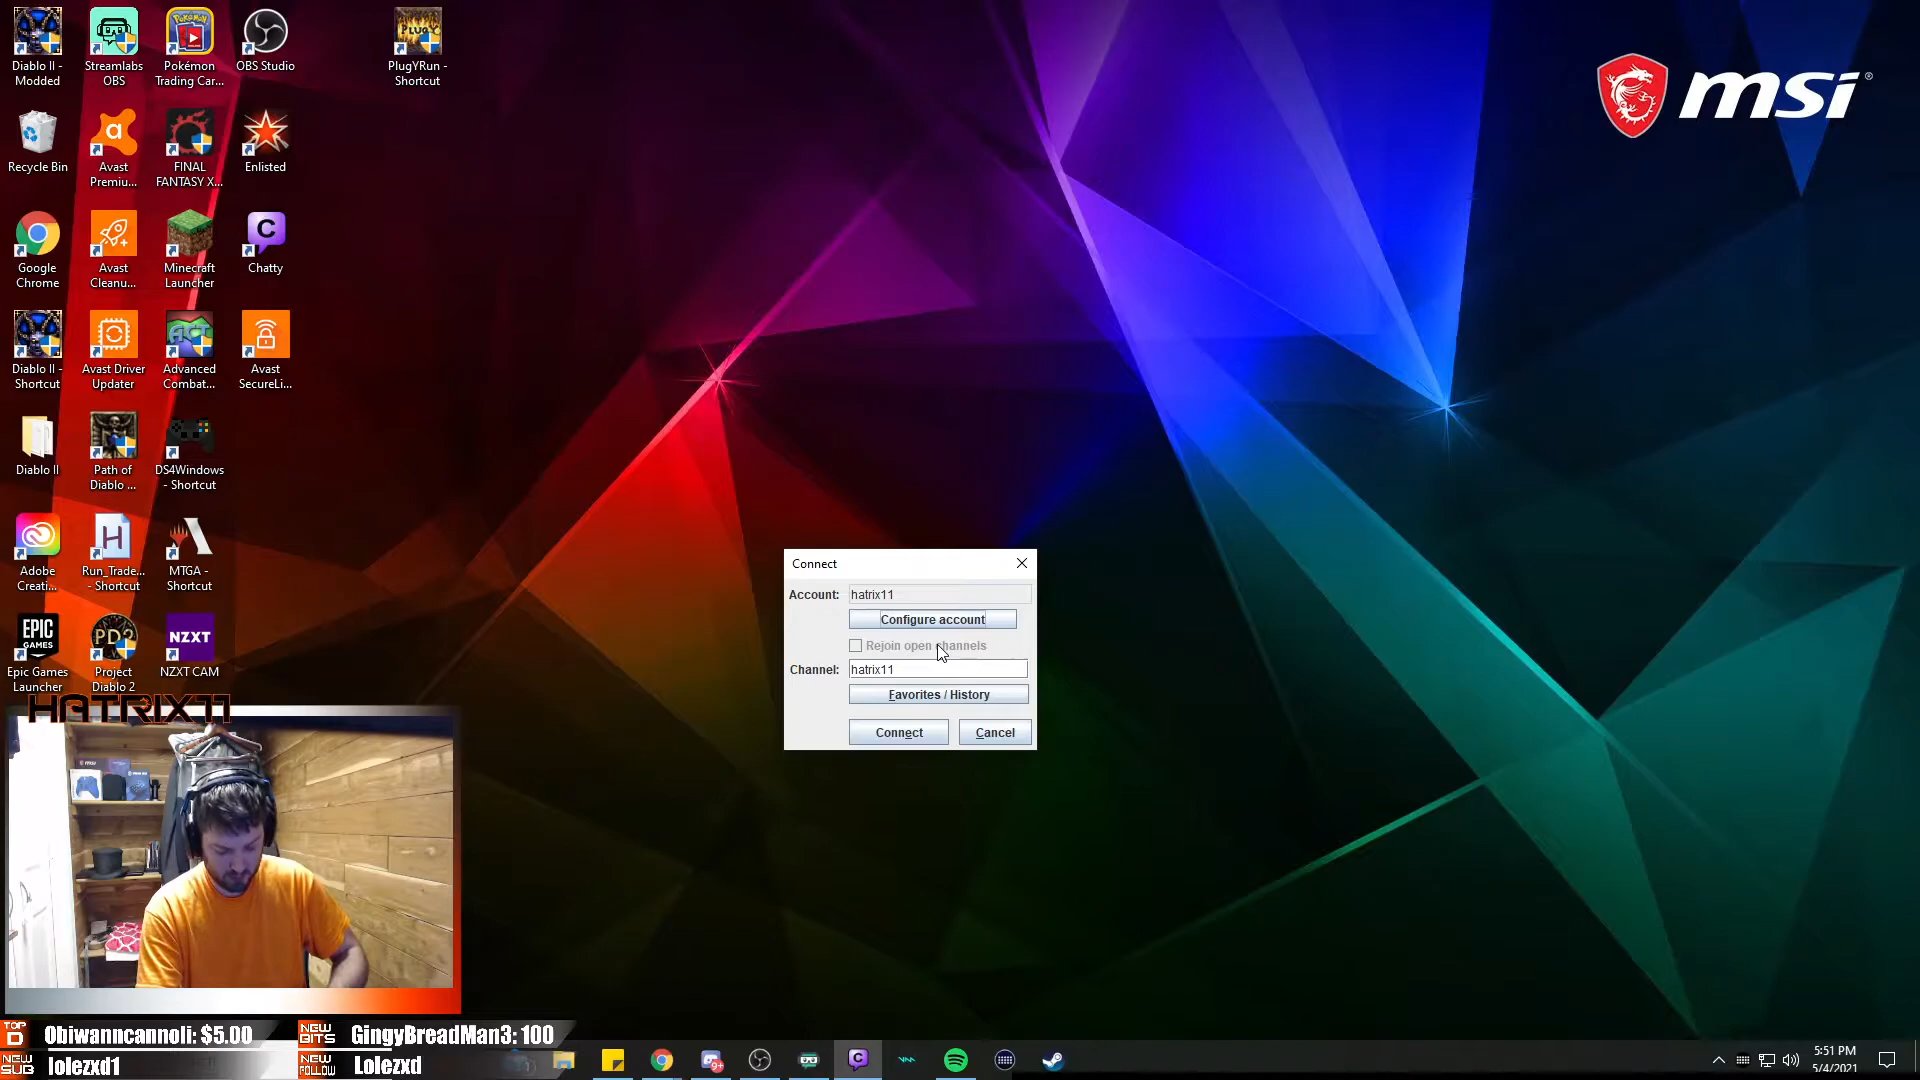 Diablo II -
Modded
Streamlabs
OBS
Pokémon
Trading Car...
OBS Studio
PlugYRun -
Shortcut
msi
Recycle Bin
Avast
Premiu...
FINAL
FANTASY X...
Enlisted
Google
Chrome
Avast
Cleanu...
Minecraft
Launcher
Chatty
Diablo II -
Shortcut
Avast Driver
Updater
ACT
Advanced
Combat...
Avast
SecureLi...
Diablo II
Path of
Diablo ...
DS4Windows
- Shortcut
Adobe
Creati...
Run_Trade...
- Shortcut
MTGA -
Shortcut
EPIC
GAMES
Epic Games
Launcher
PD2
Project
Diablo 2
NZXT
NZXT CAM
Connect
Account: hatrix11
Configure account
Rejoin open channels
Channel: hatrix11
Favorites / History
Connect
Cancel
HATRIX11
TOP D Obiwanncannoli: $5.00
NEW BITS GingyBreadMan3: 100
NEW SUB lolezxd1
NEW FOLLOW Lolezxd
5:51 PM
5/4/2021